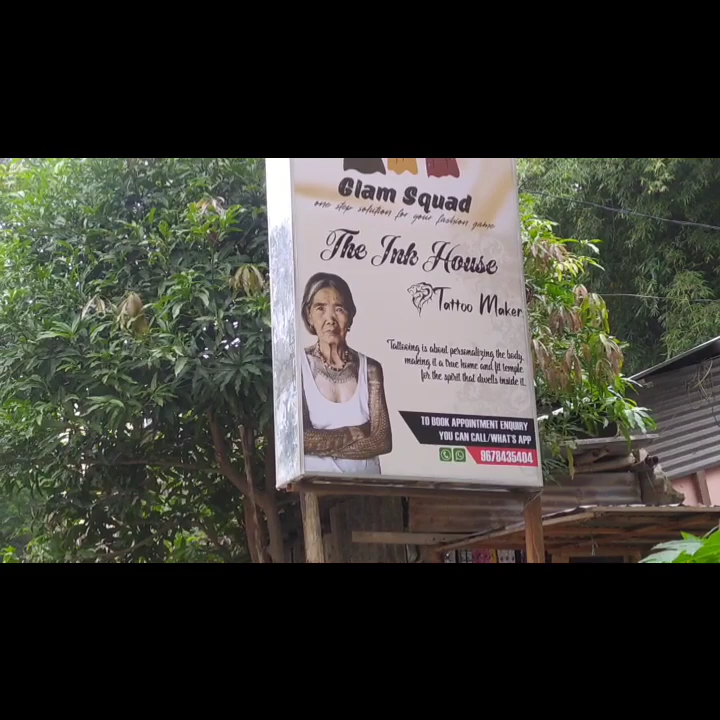 Glam Squad
one stop solution for your fashion game
The Ink House
Tattoo Maker
Tattooing is about personalizing the body,
making it a true home and fit temple
for the spirit that dwells inside it.
TO BOOK APPOINTMENT ENQUIRY
YOU CAN CALL/WHAT'S APP
9678435404